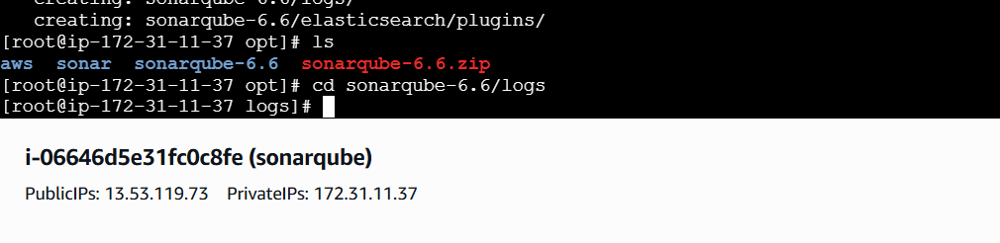 creating: sonarqube-6.6/logs/
creating: sonarqube-6.6/elasticsearch/plugins/
[root@ip-172-31-11-37 opt]# ls
aws sonar sonarqube-6.6 sonarqube-6.6.zip
[root@ip-172-31-11-37 opt]# cd sonarqube-6.6/logs
[root@ip-172-31-11-37 logs]#
i-06646d5e31fc0c8fe (sonarqube)
PublicIPs: 13.53.119.73 PrivateIPs: 172.31.11.37